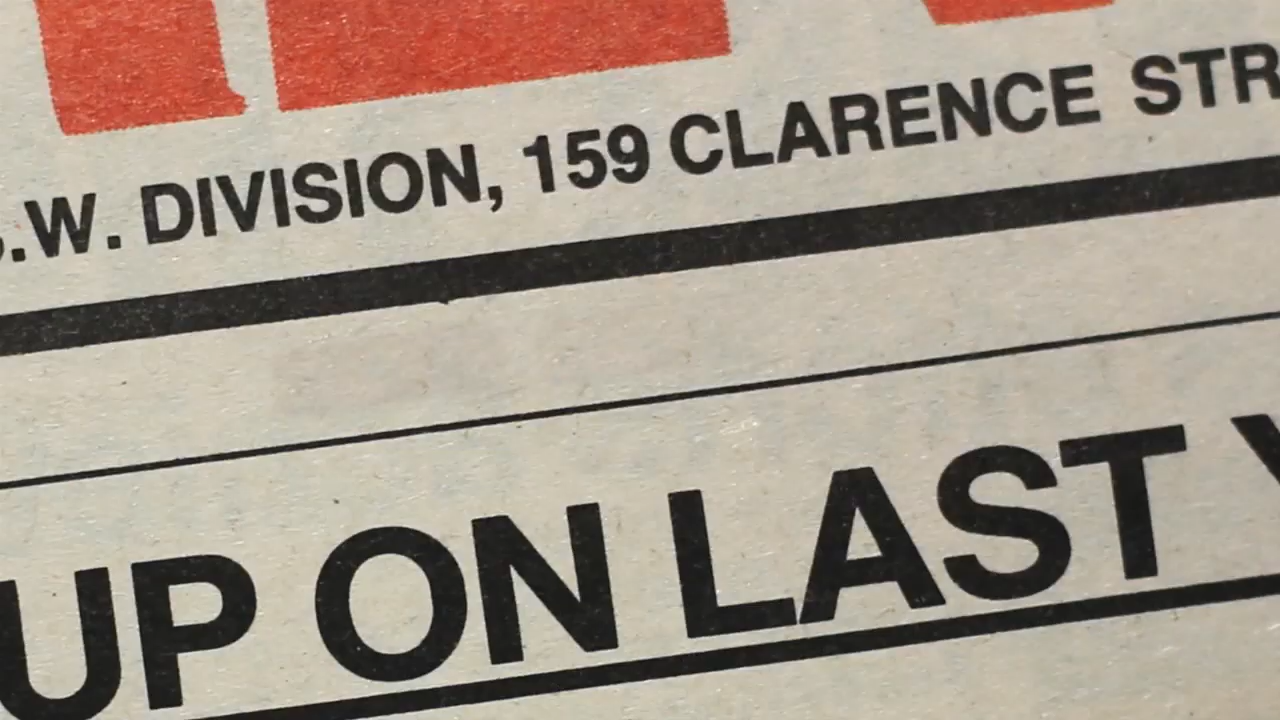 S.W. DIVISION, 159 CLARENCE STR
UP ON LAST Y